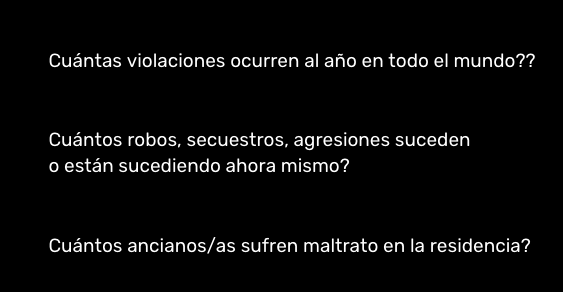 Cuántas violaciones ocurren al año en todo el mundo??
Cuántos robos, secuestros, agresiones suceden
o están sucediendo ahora mismo?
Cuántos ancianos/as sufren maltrato en la residencia?